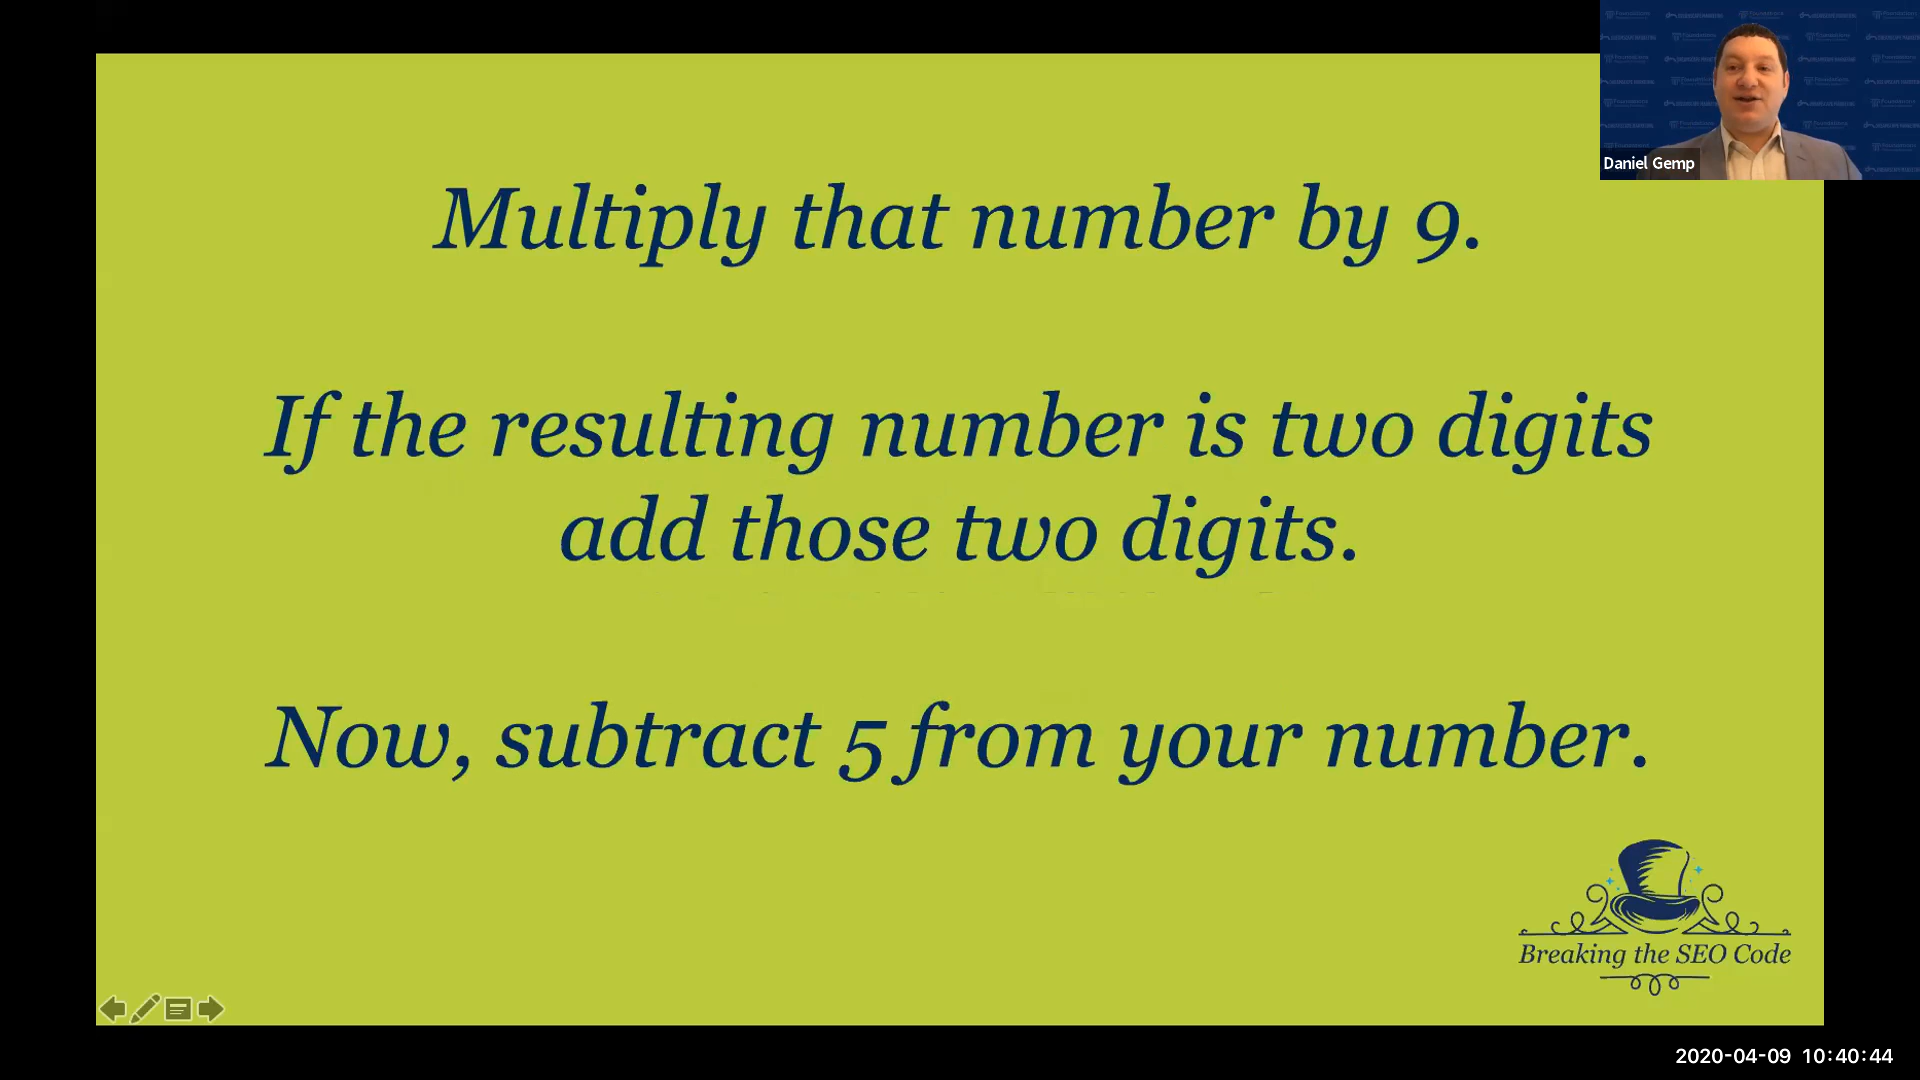 Multiply that number by 9.
If the resulting number is two digits
add those two digits.
Now, subtract 5 from your number.
Daniel Gemp
Breaking the SEO Code
2020-04-09 10:40:44